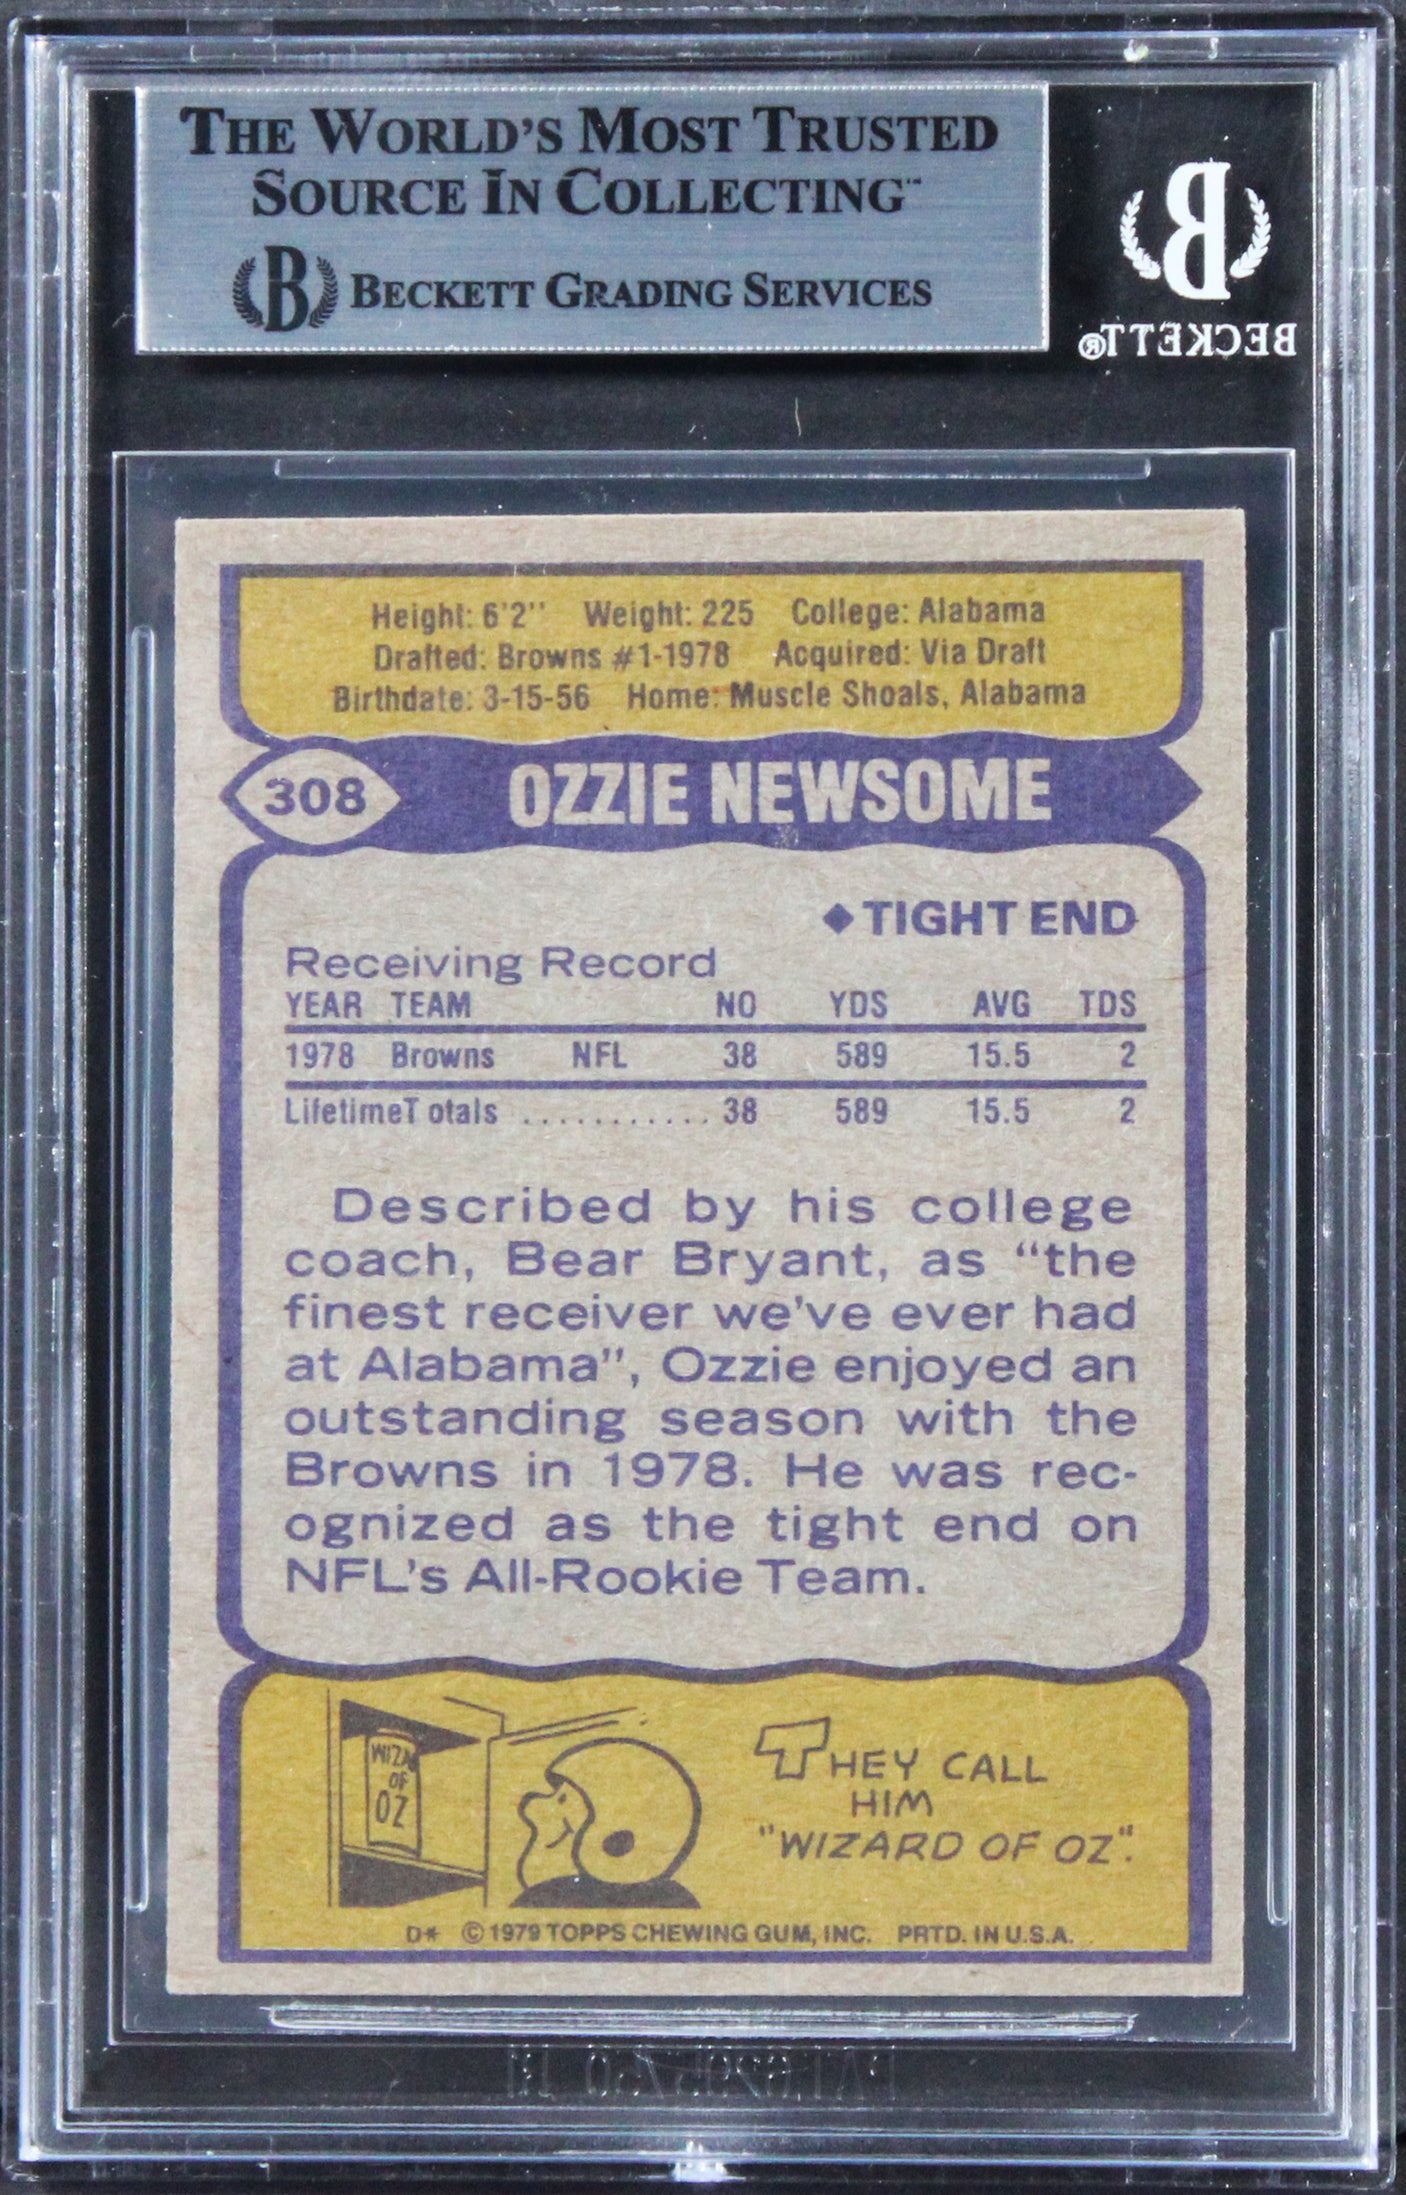 THE WORLD'S MOST TRUSTED
SOURCE IN COLLECTING™
B BECKETT GRADING SERVICES
B
BECKETT®
Height: 6'2'' Weight: 225 College: Alabama
Drafted: Browns #1-1978 Acquired: Via Draft
Birthdate: 3-15-56 Home: Muscle Shoals, Alabama
308 OZZIE NEWSOME
◆TIGHT END
Receiving Record
YEAR TEAM NO YDS AVG TDS
1978 Browns NFL 38 589 15.5 2
LifetimeT otals ........... 38 589 15.5 2
Described by his college
coach, Bear Bryant, as "the
finest receiver we've ever had
at Alabama", Ozzie enjoyed an
outstanding season with the
Browns in 1978. He was rec-
ognized as the tight end on
NFL's All-Rookie Team.
WIZA
OF
OZ
THEY CALL
HIM
"WIZARD OF OZ".
D* © 1979 TOPPS CHEWING GUM, INC. PRTD. IN U.S.A.